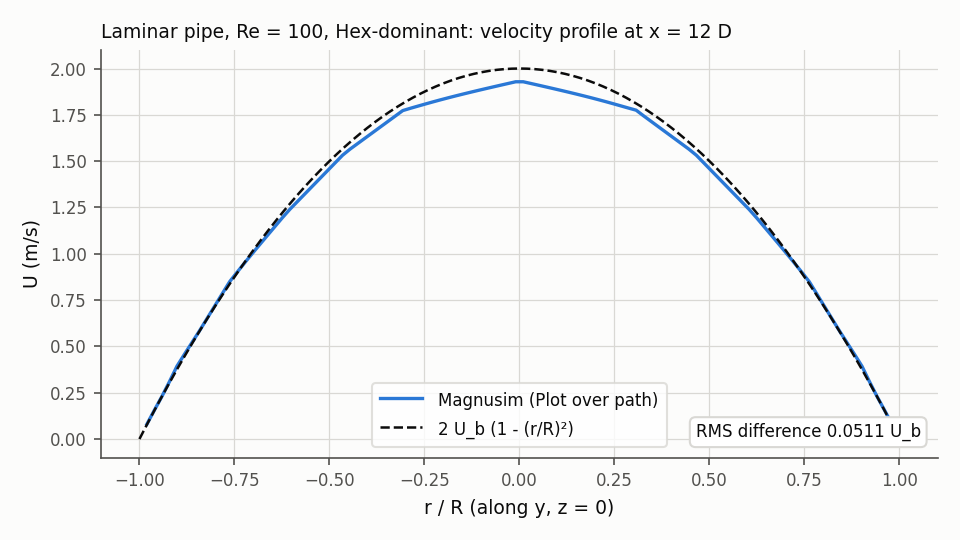 Laminar pipe, Re = 100, Hex-dominant: velocity profile at x = 12 D
U (m/s)
2.00
1.75
1.50
1.25
1.00
0.75
0.50
0.25
0.00
Magnusim (Plot over path)
2 U_b (1 - (r/R)²)
RMS difference 0.0511 U_b
−1.00 −0.75 −0.50 −0.25 0.00 0.25 0.50 0.75 1.00
r / R (along y, z = 0)